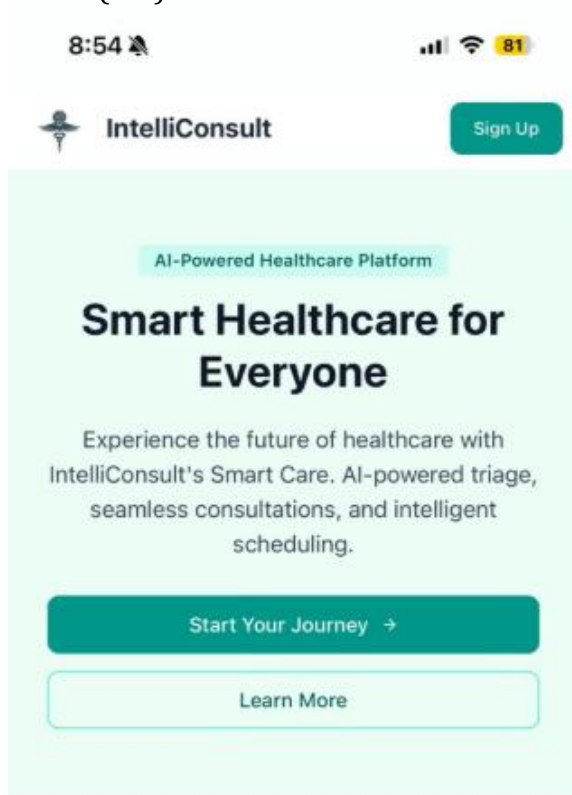 8:54
81
IntelliConsult
Sign Up
AI-Powered Healthcare Platform
Smart Healthcare for
Everyone
Experience the future of healthcare with
IntelliConsult's Smart Care. AI-powered triage,
seamless consultations, and intelligent
scheduling.
Start Your Journey →
Learn More